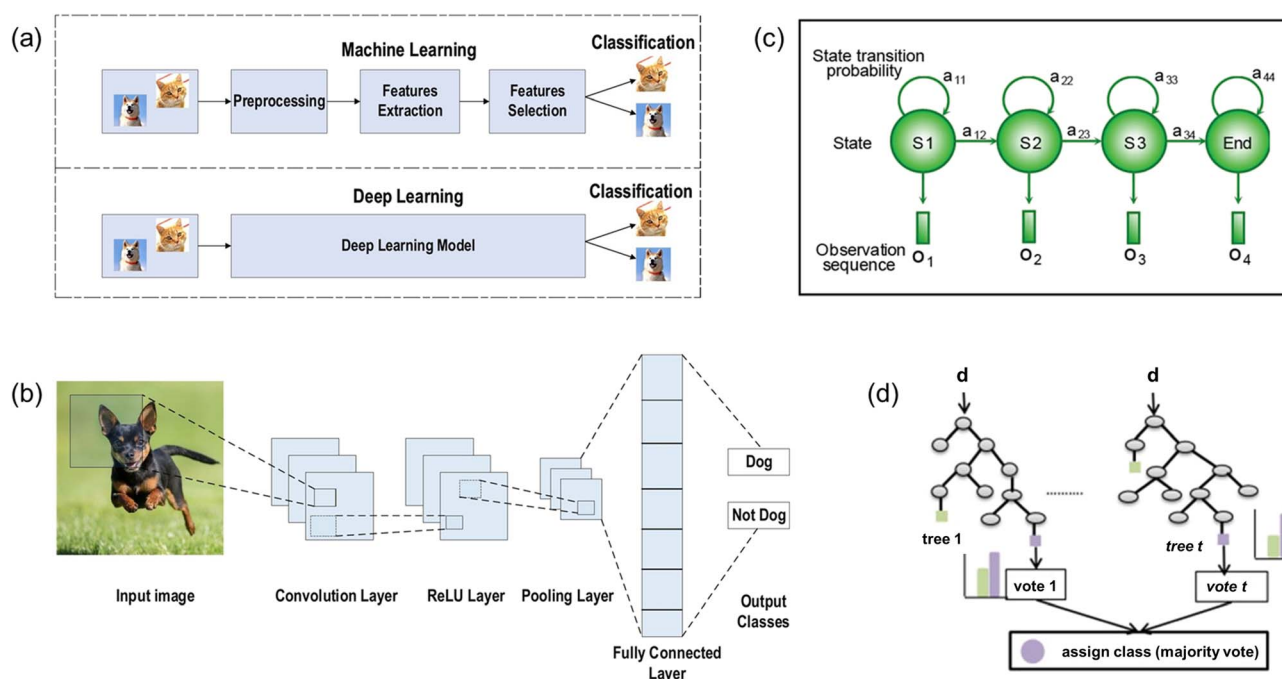 (a)
Machine Learning
Classification
Preprocessing
Features
Extraction
Features
Selection
Deep Learning
Classification
Deep Learning Model
(b)
Dog
Not Dog
Input image
Convolution Layer
ReLU Layer
Pooling Layer
Output
Classes
Fully Connected
Layer
(c)
State transition
probability
a11
a22
a33
a44
State
S1
a12
S2
a23
S3
a34
End
Observation
sequence
O1
O2
O3
O4
(d)
d
d
...........
tree 1
tree t
vote 1
vote t
assign class (majority vote)